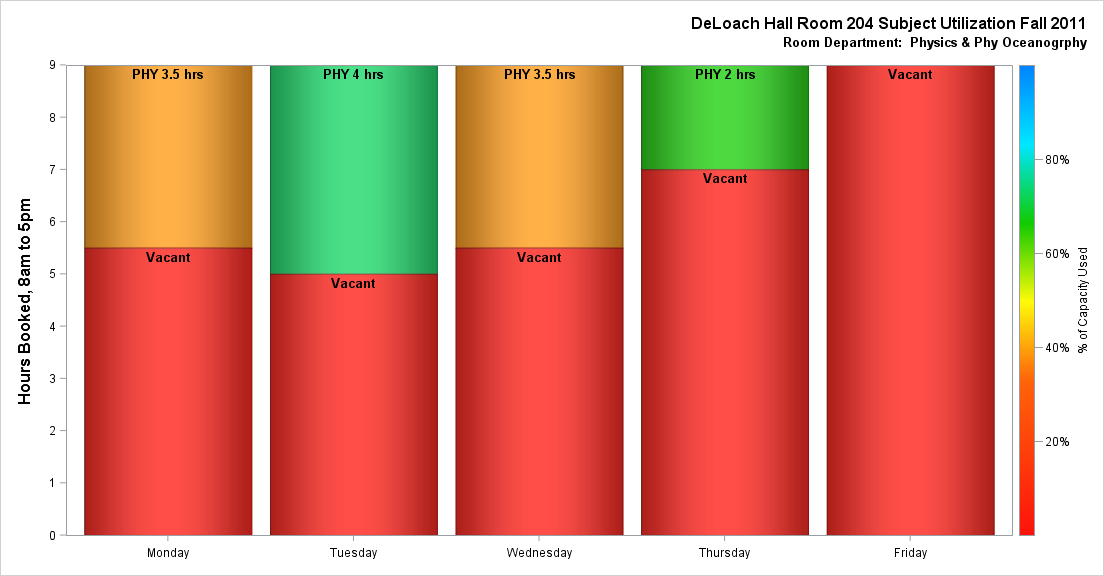 DeLoach Hall Room 204 Subject Utilization Fall 2011
Room Department:  Physics & Phy Oceanogrphy
Hours Booked, 8am to 5pm
9
8
7
6
5
4
3
2
1
0
PHY 3.5 hrs
Vacant
PHY 4 hrs
Vacant
PHY 3.5 hrs
Vacant
PHY 2 hrs
Vacant
Vacant
Monday
Tuesday
Wednesday
Thursday
Friday
80%
60%
40%
20%
% of Capacity Used